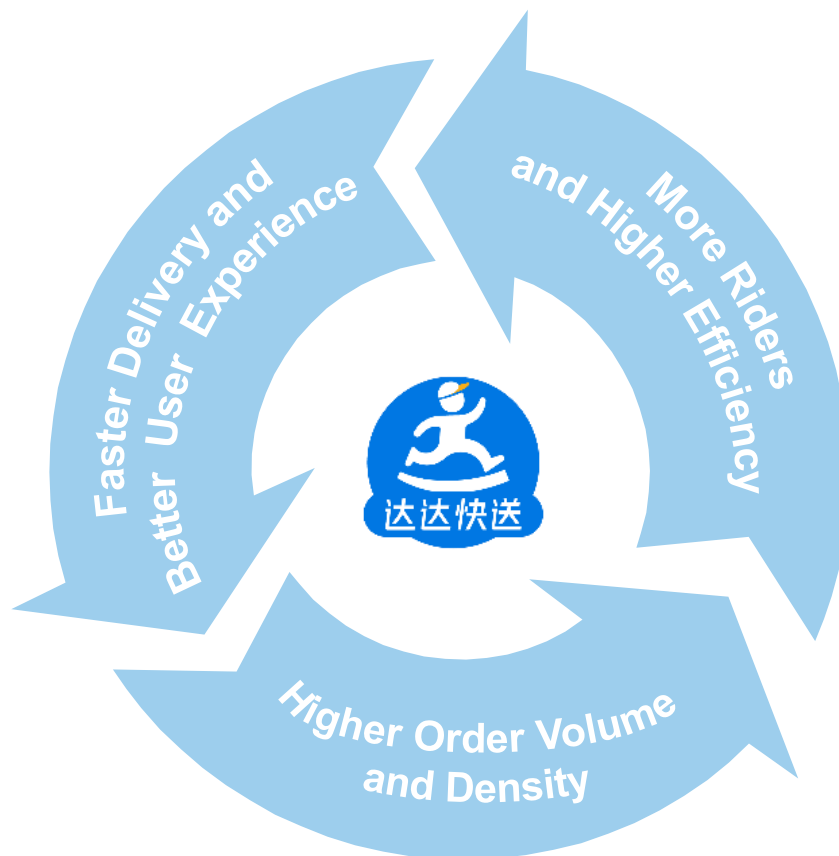 Faster Delivery and
Better User Experience
More Riders
and Higher Efficiency
达达快送
Higher Order Volume
and Density